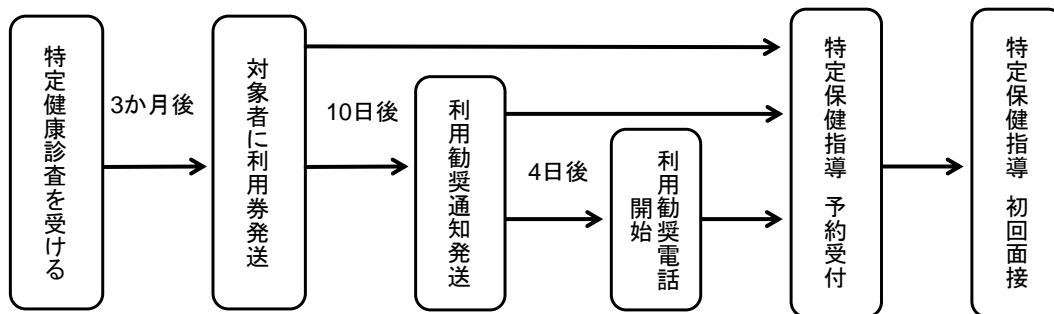 特定健康診査を受ける
3か月後
対象者に利用券発送
10日後
利用勧奨通知発送
4日後
利用勧奨電話
開始
特定保健指導 予約受付
特定保健指導 初回面接